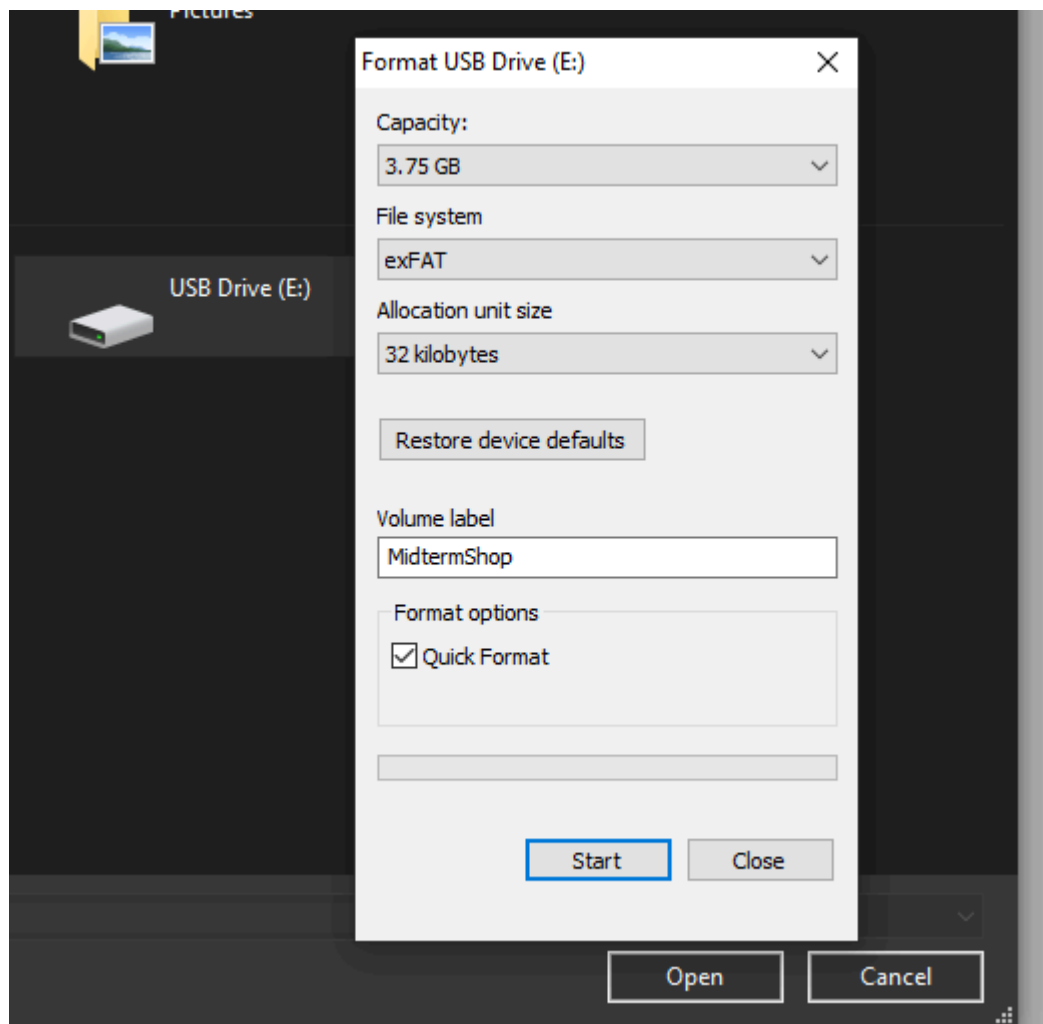 Pictures
Format USB Drive (E:)
Capacity:
3.75 GB
File system
exFAT
USB Drive (E:)
Allocation unit size
32 kilobytes
Restore device defaults
Volume label
MidtermShop
Format options
Quick Format
Start
Close
Open
Cancel